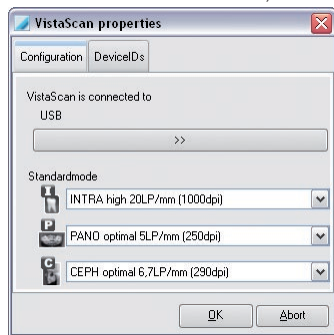 VistaScan properties
Configuration DeviceIDs
VistaScan is connected to
USB
>>
Standardmode
I INTRA high 20LP/mm (1000dpi)
P PANO optimal 5LP/mm (250dpi)
C CEPH optimal 6,7LP/mm (290dpi)
OK Abort